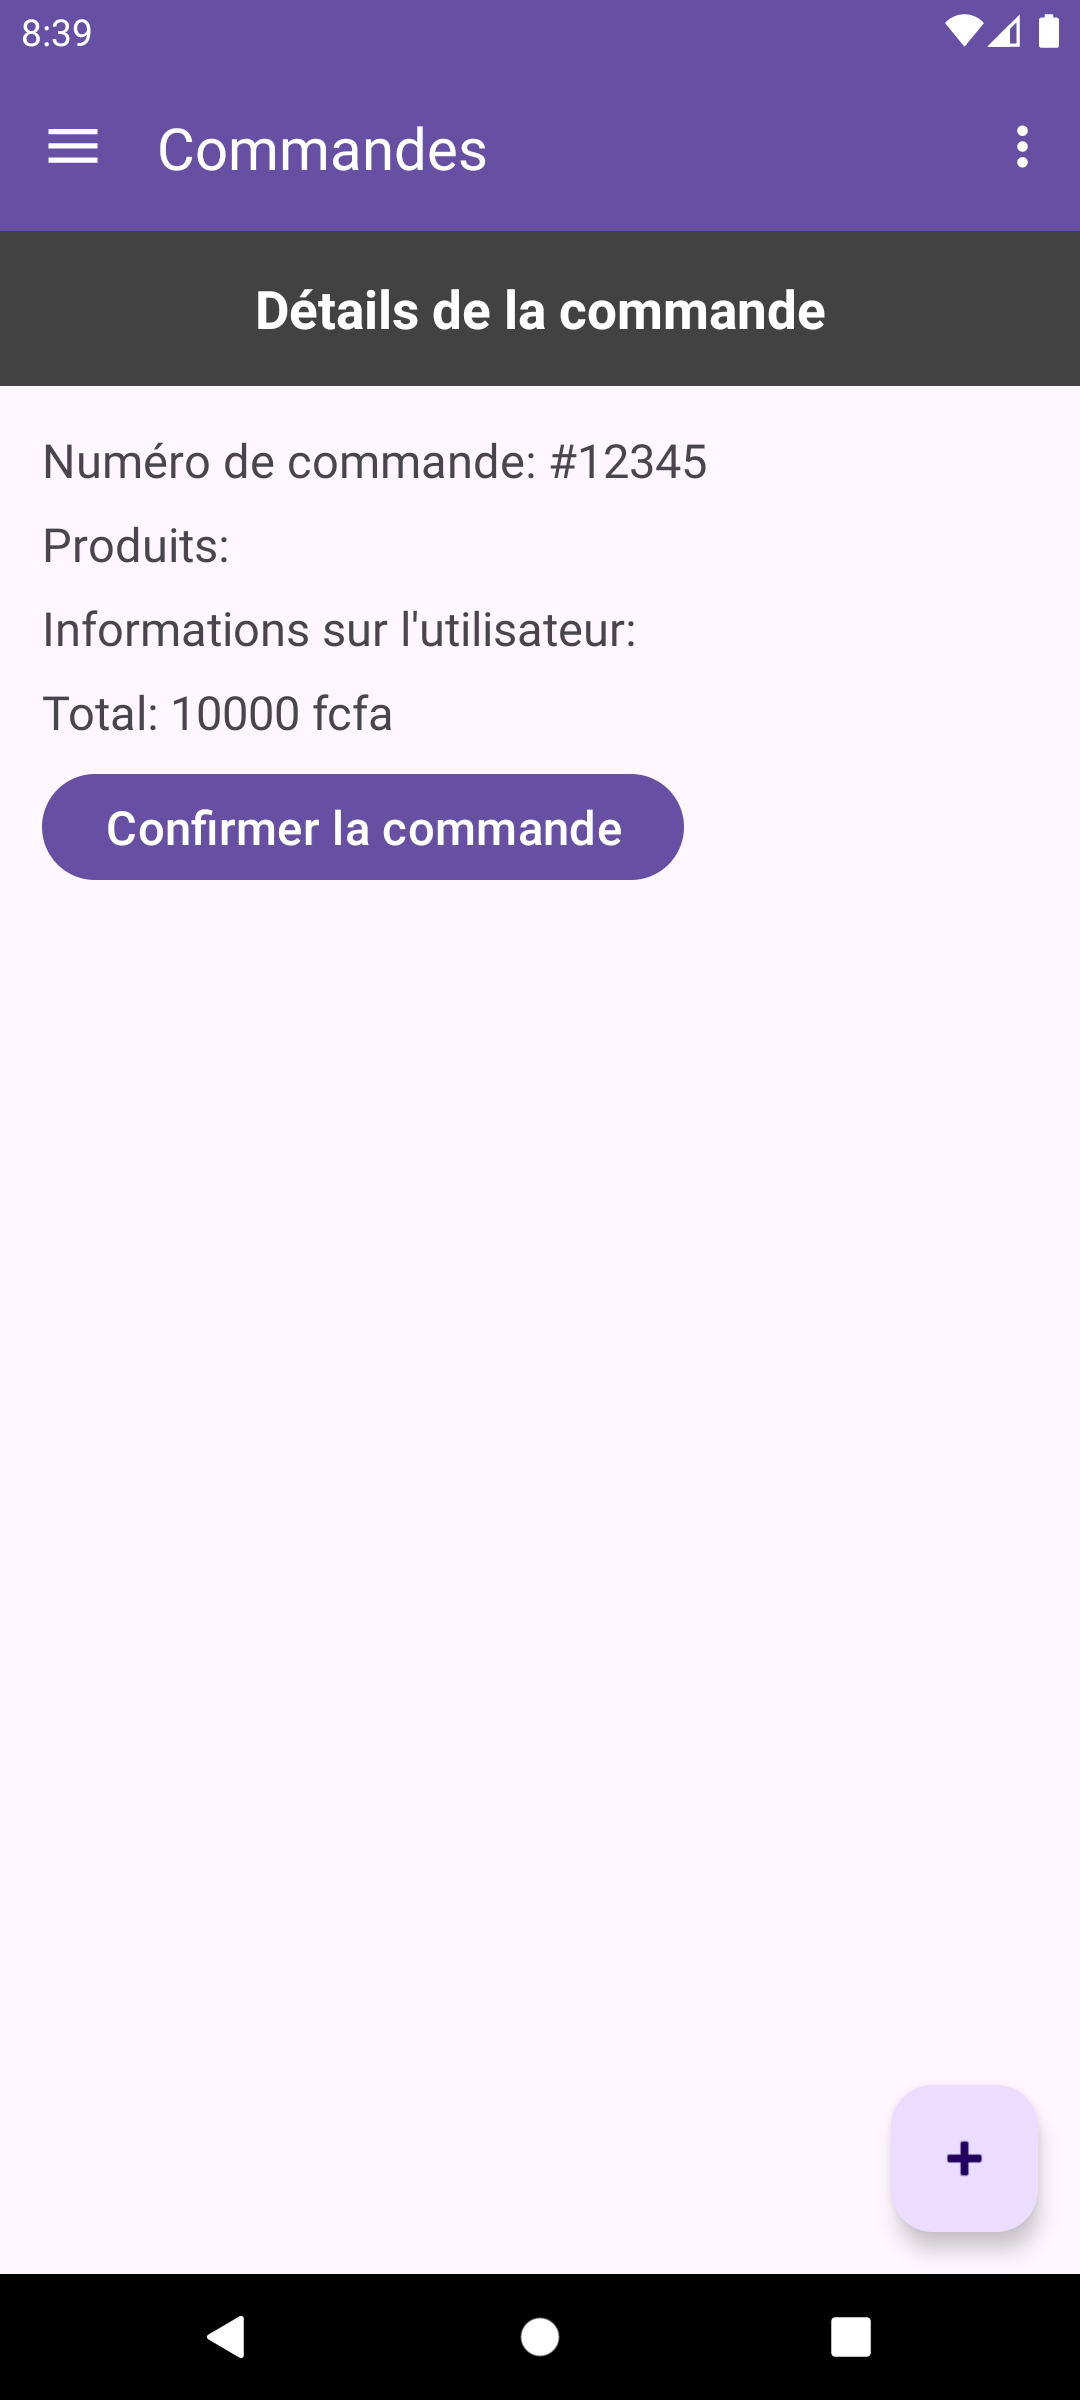 8:39
Commandes
Détails de la commande
Numéro de commande: #12345
Produits:
Informations sur l'utilisateur:
Total: 10000 fcfa
Confirmer la commande